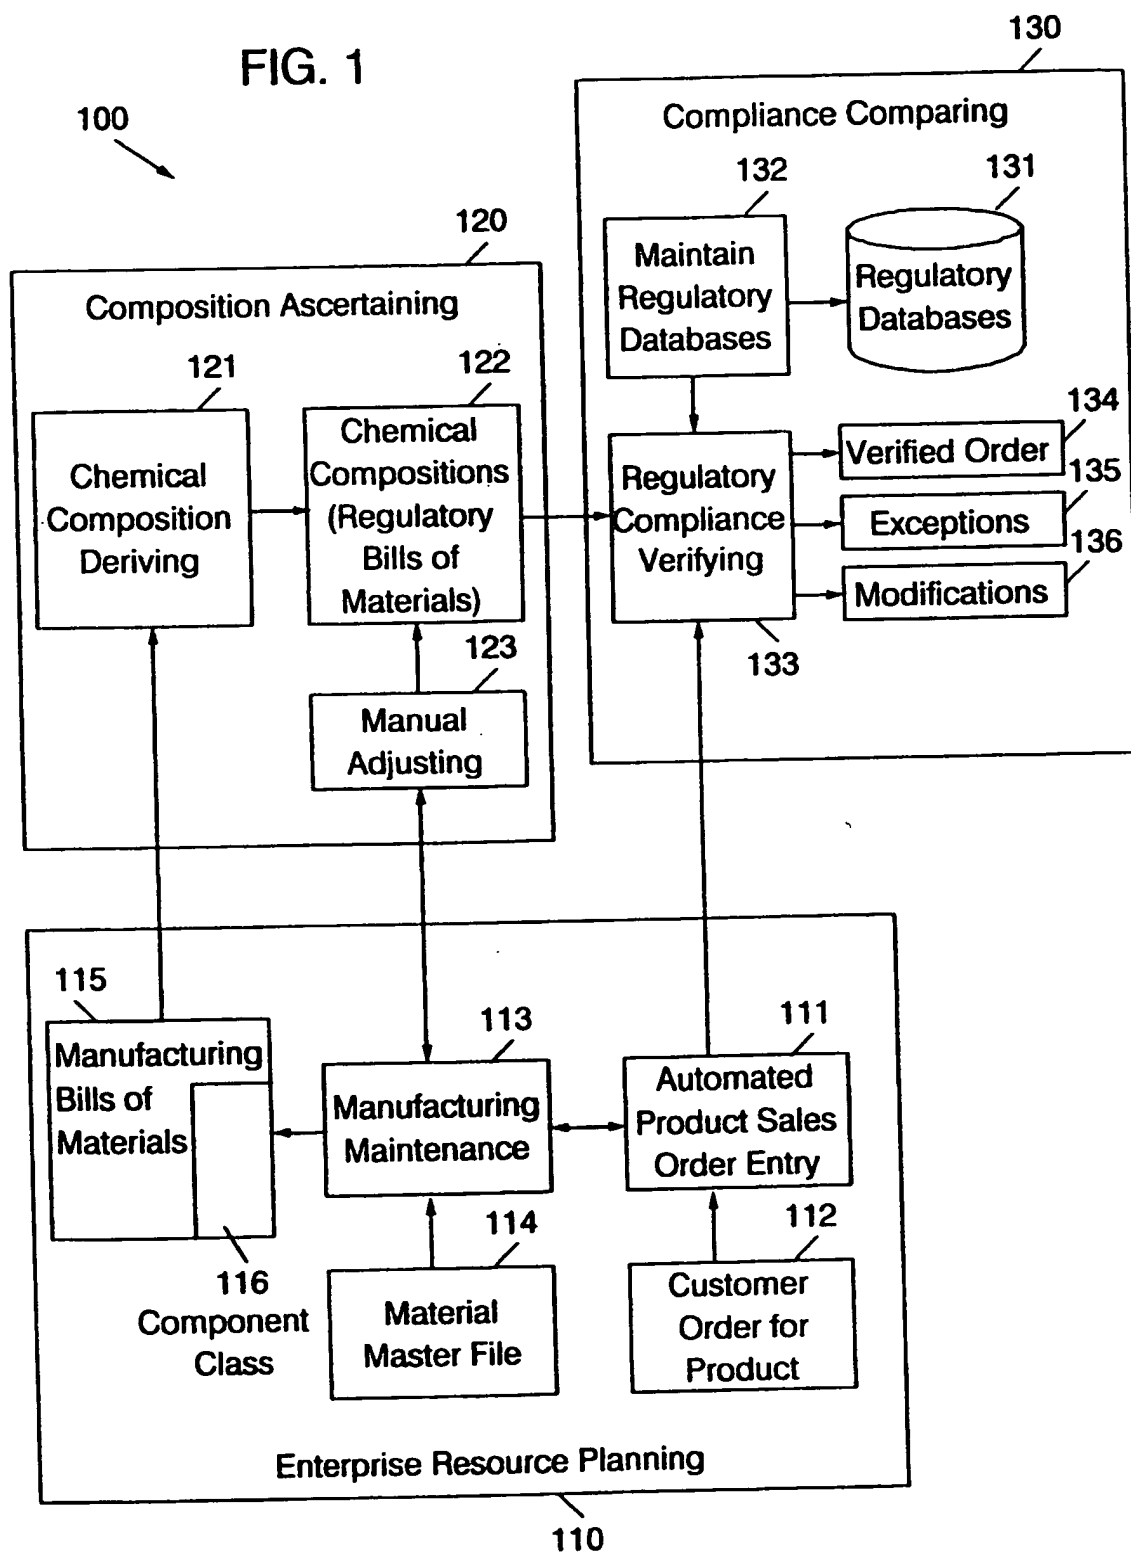 FIG. 1
100
130
Compliance Comparing
132
131
Maintain
Regulatory
Databases
Regulatory
Databases
120
Composition Ascertaining
121
122
Chemical
Composition
Deriving
Chemical
Compositions
(Regulatory
Bills of
Materials)
123
Manual
Adjusting
Regulatory
Compliance
Verifying
133
134
Verified Order
135
Exceptions
136
Modifications
115
Manufacturing
Bills of
Materials
116
Component
Class
113
Manufacturing
Maintenance
114
Material
Master File
111
Automated
Product Sales
Order Entry
112
Customer
Order for
Product
Enterprise Resource Planning
110